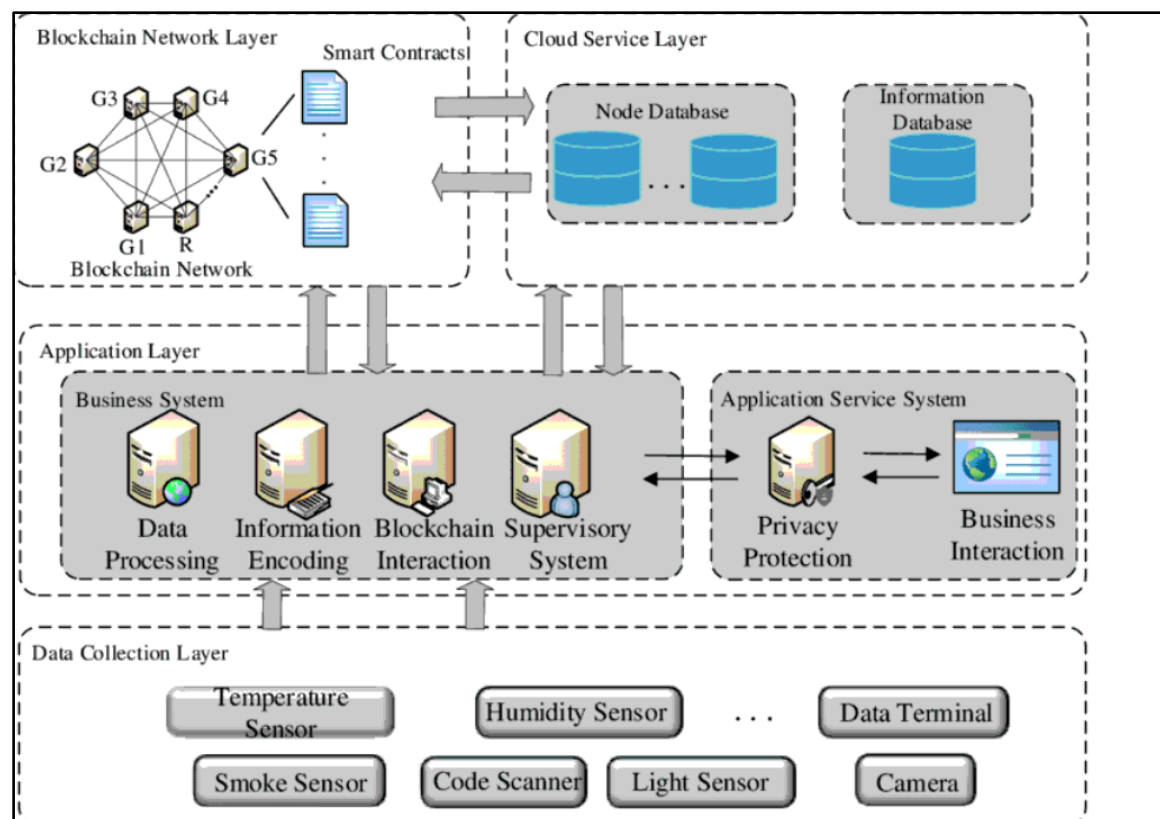 Blockchain Network Layer
Smart Contracts
G3
G4
G2
G5
G1
R
Blockchain Network
Cloud Service Layer
Node Database
...
Information
Database
Application Layer
Business System
Data
Processing
Information
Encoding
Blockchain
Interaction
Supervisory
System
Application Service System
Privacy
Protection
Business
Interaction
Data Collection Layer
Temperature
Sensor
Humidity Sensor
...
Data Terminal
Smoke Sensor
Code Scanner
Light Sensor
Camera